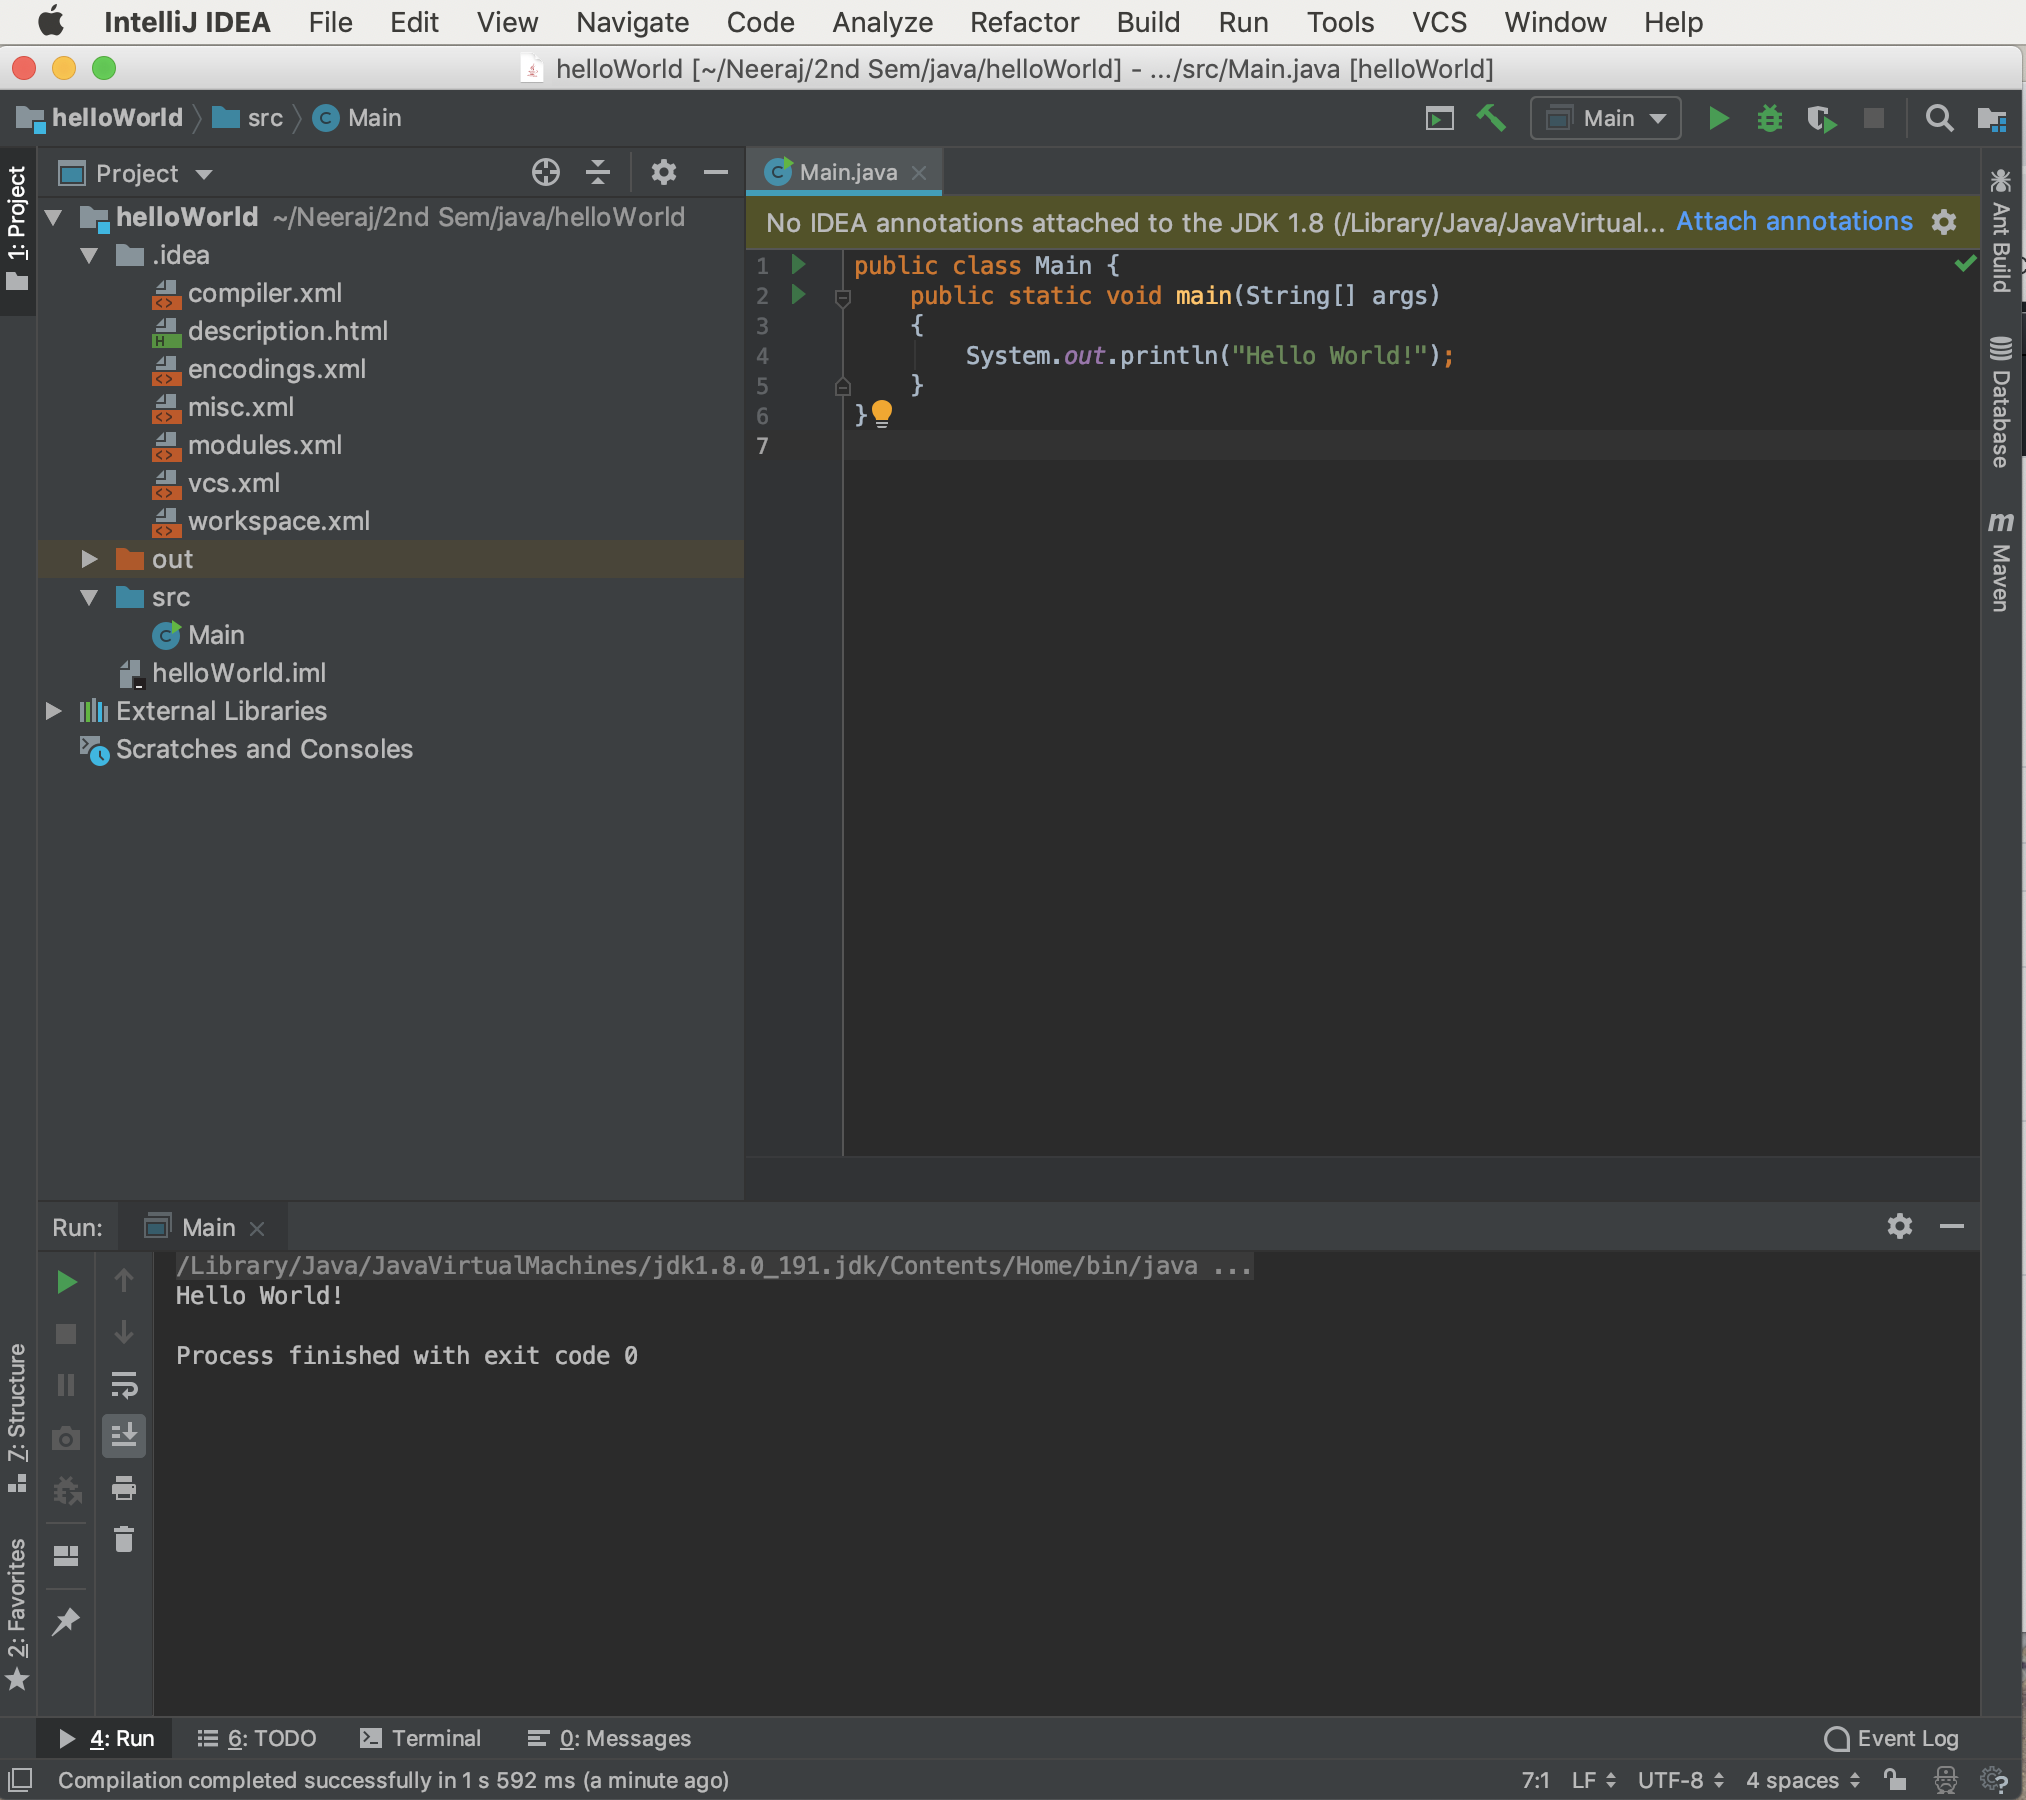 IntelliJ IDEA File Edit View Navigate Code Analyze Refactor Build Run Tools VCS Window Help
helloWorld [~/Neeraj/2nd Sem/java/helloWorld] - .../src/Main.java [helloWorld]
helloWorld src Main
Main
1: Project
Project
Main.java
helloWorld ~/Neeraj/2nd Sem/java/helloWorld
.idea
compiler.xml
description.html
encodings.xml
misc.xml
modules.xml
vcs.xml
workspace.xml
out
src
Main
helloWorld.iml
External Libraries
Scratches and Consoles
No IDEA annotations attached to the JDK 1.8 (/Library/Java/JavaVirtual... Attach annotations
1 public class Main {
2 public static void main(String[] args)
3 {
4 System.out.println("Hello World!");
5 }
6 }
7
Ant Build
Database
Maven
Run: Main
/Library/Java/JavaVirtualMachines/jdk1.8.0_191.jdk/Contents/Home/bin/java ...
Hello World!
Process finished with exit code 0
7: Structure
2: Favorites
4: Run 6: TODO Terminal 0: Messages Event Log
Compilation completed successfully in 1 s 592 ms (a minute ago) 7:1 LF UTF-8 4 spaces